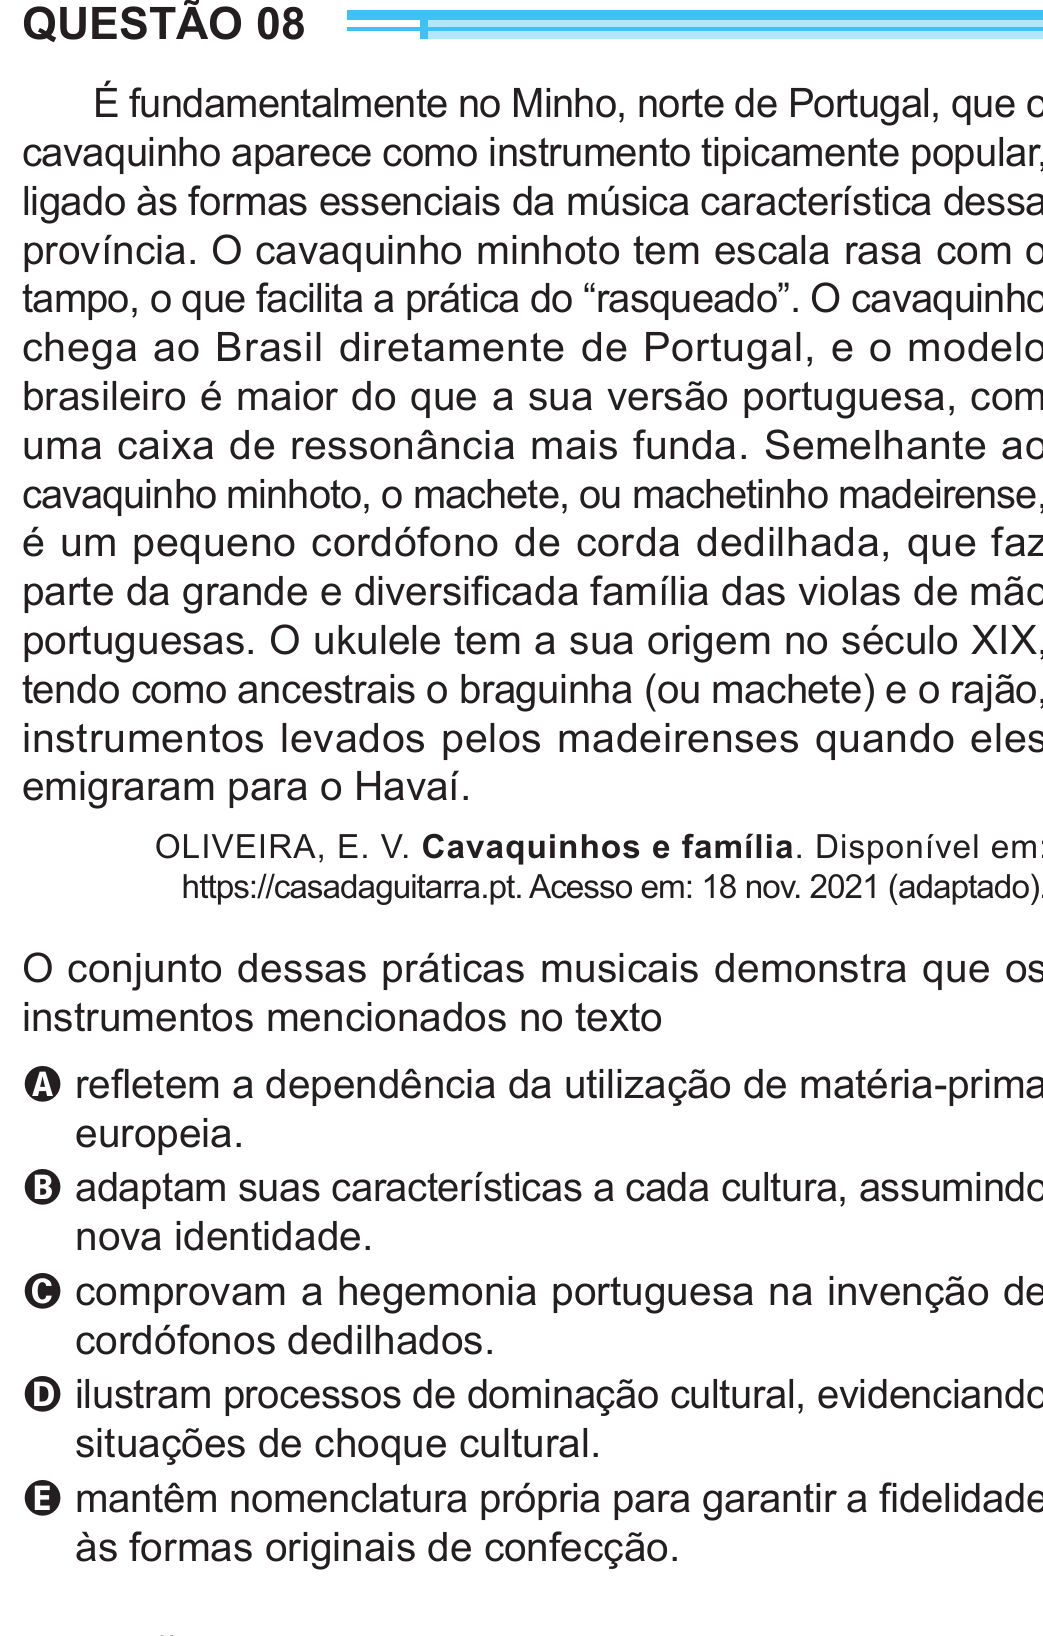 QUESTÃO 08
É fundamentalmente no Minho, norte de Portugal, que o
cavaquinho aparece como instrumento tipicamente popular,
ligado às formas essenciais da música característica dessa
província. O cavaquinho minhoto tem escala rasa com o
tampo, o que facilita a prática do “rasqueado”. O cavaquinho
chega ao Brasil diretamente de Portugal, e o modelo
brasileiro é maior do que a sua versão portuguesa, com
uma caixa de ressonância mais funda. Semelhante ao
cavaquinho minhoto, o machete, ou machetinho madeirense,
é um pequeno cordófono de corda dedilhada, que faz
parte da grande e diversificada família das violas de mão
portuguesas. O ukulele tem a sua origem no século XIX,
tendo como ancestrais o braguinha (ou machete) e o rajão,
instrumentos levados pelos madeirenses quando eles
emigraram para o Havaí.
OLIVEIRA, E. V. Cavaquinhos e família. Disponível em:
https://casadaguitarra.pt. Acesso em: 18 nov. 2021 (adaptado).
O conjunto dessas práticas musicais demonstra que os
instrumentos mencionados no texto
A refletem a dependência da utilização de matéria-prima
europeia.
B adaptam suas características a cada cultura, assumindo
nova identidade.
C comprovam a hegemonia portuguesa na invenção de
cordófonos dedilhados.
D ilustram processos de dominação cultural, evidenciando
situações de choque cultural.
E mantêm nomenclatura própria para garantir a fidelidade
às formas originais de confecção.